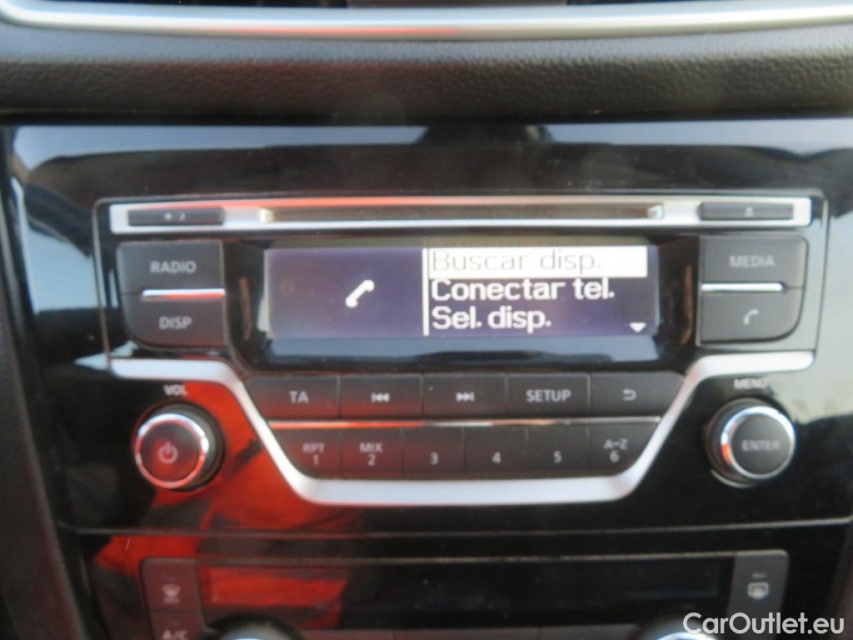 RADIO
DISP
Buscar disp.
Conectar tel.
Sel. disp.
MEDIA
VOL
TA
SETUP
MENU
RPT
1
MIX
2
3
4
5
A-Z
6
ENTER
A/C
CarOutlet.eu